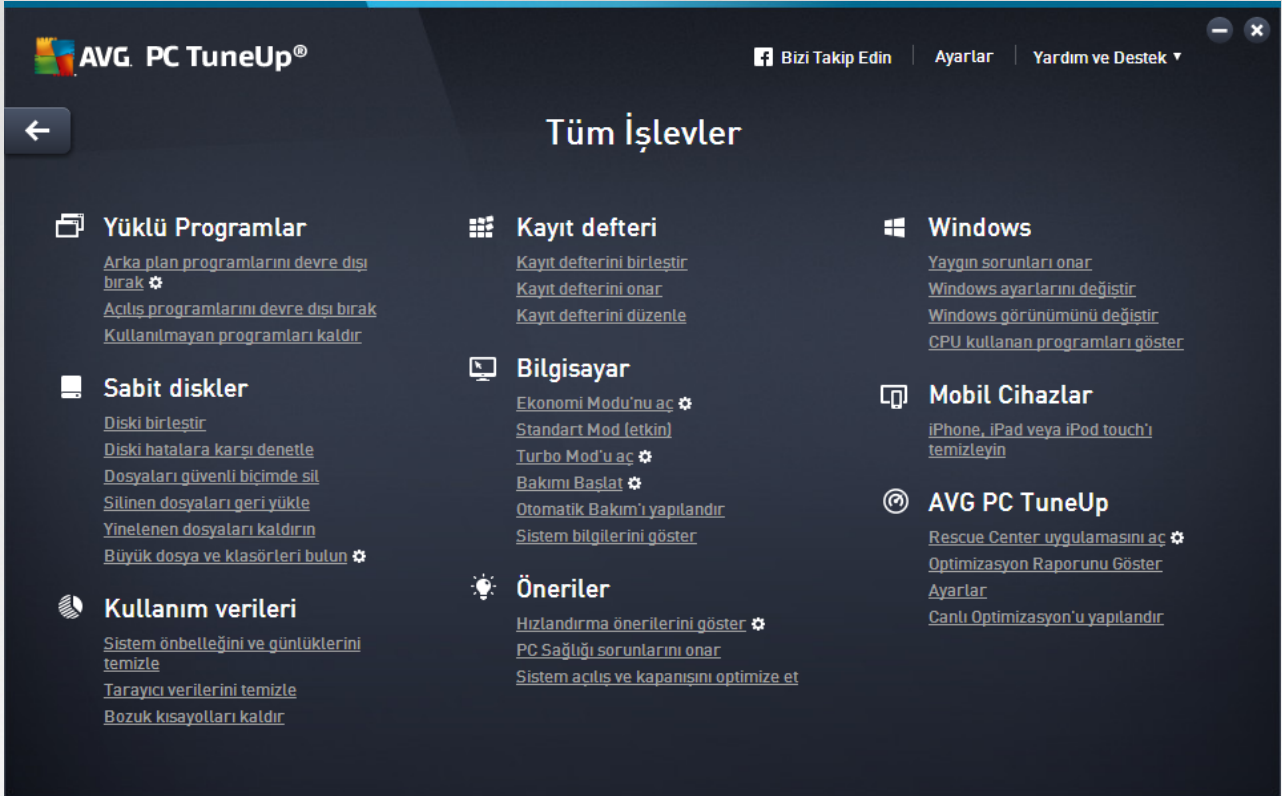 AVG. PC TuneUp®
Bizi Takip Edin
Ayarlar
Yardım ve Destek
Tüm İşlevler
Yüklü Programlar
Arka plan programlarını devre dışı
bırak
Açılış programlarını devre dışı bırak
Kullanılmayan programları kaldır
Sabit diskler
Diski birleştir
Diski hatalara karşı denetle
Dosyaları güvenli biçimde sil
Silinen dosyaları geri yükle
Yinelenen dosyaları kaldırın
Büyük dosya ve klasörleri bulun
Kullanım verileri
Sistem önbelleğini ve günlüklerini
temizle
Tarayıcı verilerini temizle
Bozuk kısayolları kaldır
Kayıt defteri
Kayıt defterini birleştir
Kayıt defterini onar
Kayıt defterini düzenle
Bilgisayar
Ekonomi Modu'nu aç
Standart Mod (etkin)
Turbo Mod'u aç
Bakımı Başlat
Otomatik Bakım'ı yapılandır
Sistem bilgilerini göster
Öneriler
Hızlandırma önerilerini göster
PC Sağlığı sorunlarını onar
Sistem açılış ve kapanışını optimize et
Windows
Yaygın sorunları onar
Windows ayarlarını değiştir
Windows görünümünü değiştir
CPU kullanan programları göster
Mobil Cihazlar
iPhone, iPad veya iPod touch'ı
temizleyin
AVG PC TuneUp
Rescue Center uygulamasını aç
Optimizasyon Raporunu Göster
Ayarlar
Canlı Optimizasyon'u yapılandır